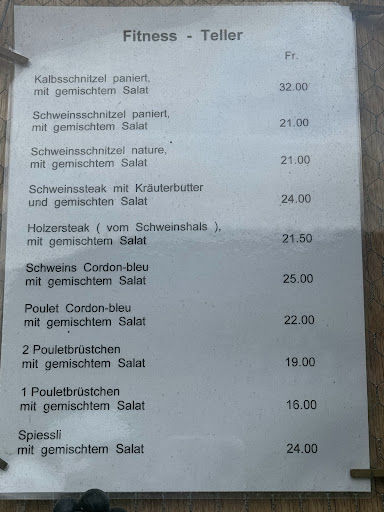 Fitness - Teller
Fr.
Kalbsschnitzel paniert,
mit gemischtem Salat 32.00
Schweinsschnitzel paniert,
mit gemischtem Salat 21.00
Schweinsschnitzel nature,
mit gemischtem Salat 21.00
Schweinssteak mit Kräuterbutter
und gemischten Salat 24.00
Holzersteak ( vom Schweinshals ),
mit gemischtem Salat 21.50
Schweins Cordon-bleu
mit gemischtem Salat 25.00
Poulet Cordon-bleu
mit gemischtem Salat 22.00
2 Pouletbrüstchen
mit gemischtem Salat 19.00
1 Pouletbrüstchen
mit gemischtem Salat 16.00
Spiessli
mit gemischtem Salat 24.00